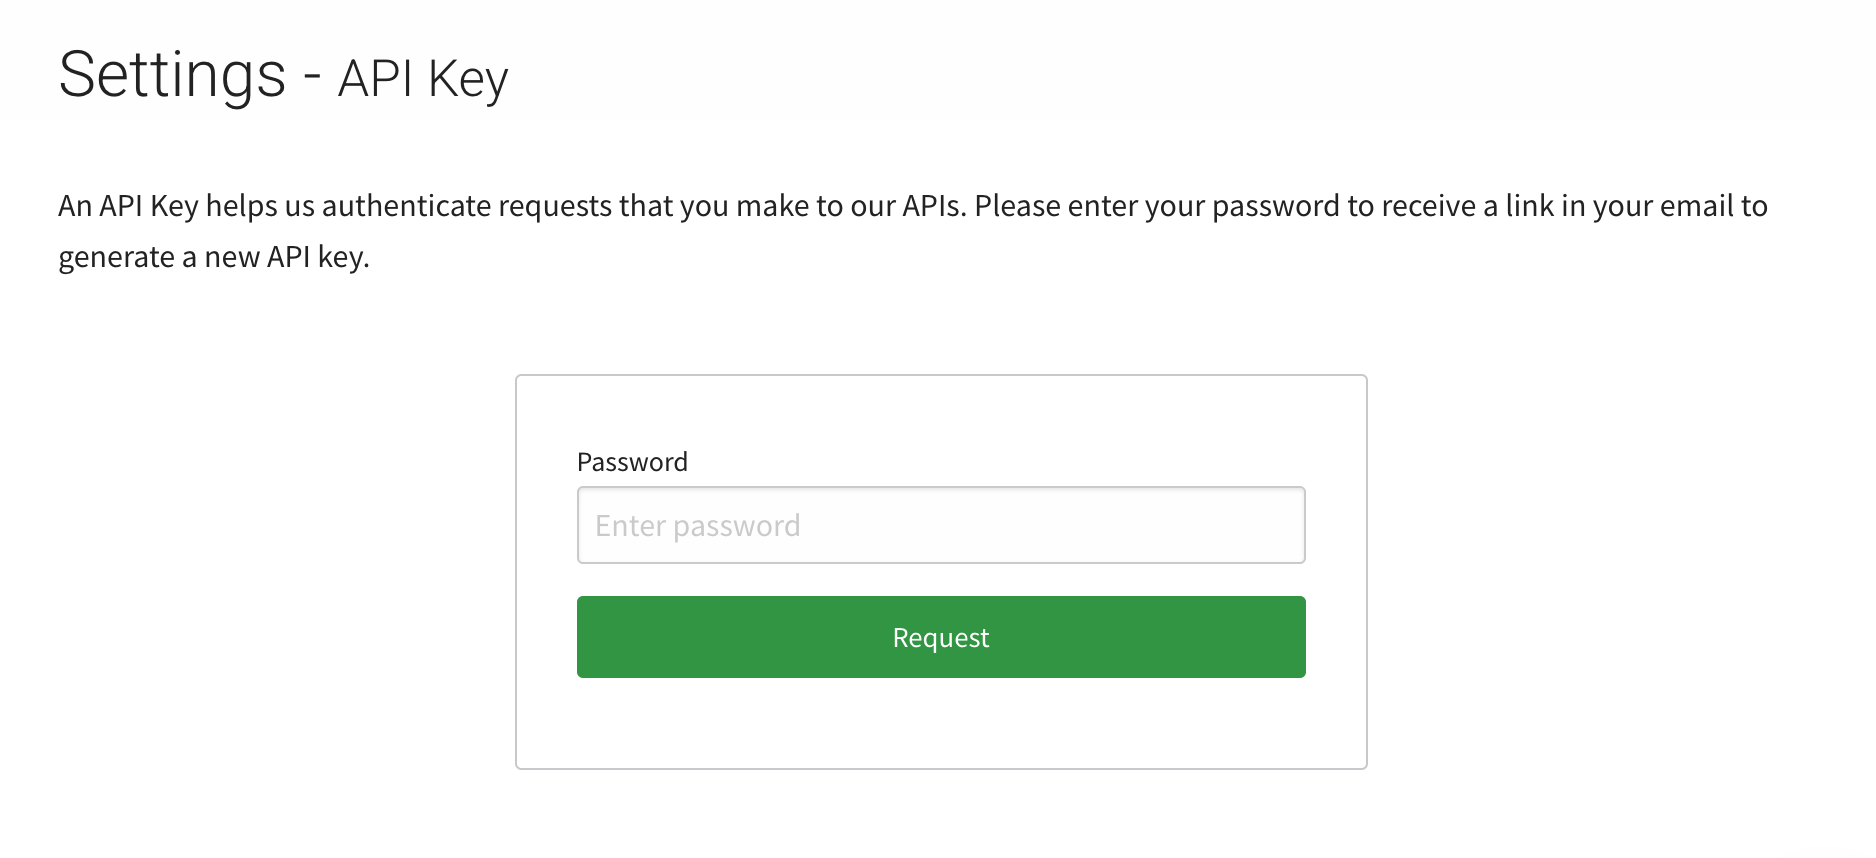 Settings - API Key
An API Key helps us authenticate requests that you make to our APIs. Please enter your password to receive a link in your email to
generate a new API key.
Password
Enter password
Request